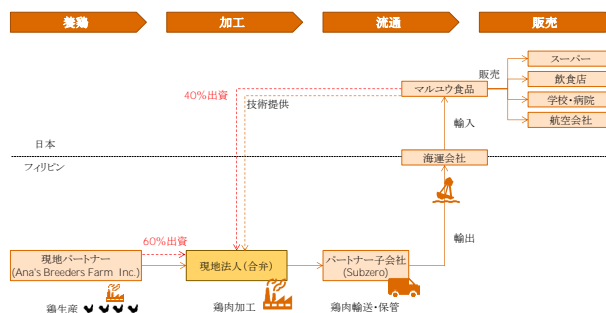 養鶏
加工
流通
販売
スーパー
飲食店
学校・病院
航空会社
販売
マルユウ食品
40%出資
技術提供
輸入
日本
フィリピン
海運会社
輸出
60%出資
現地パートナー
(Ana's Breeders Farm Inc.)
現地法人(合弁)
パートナー子会社
(Subzero)
鶏生産
鶏肉加工
鶏肉輸送・保管